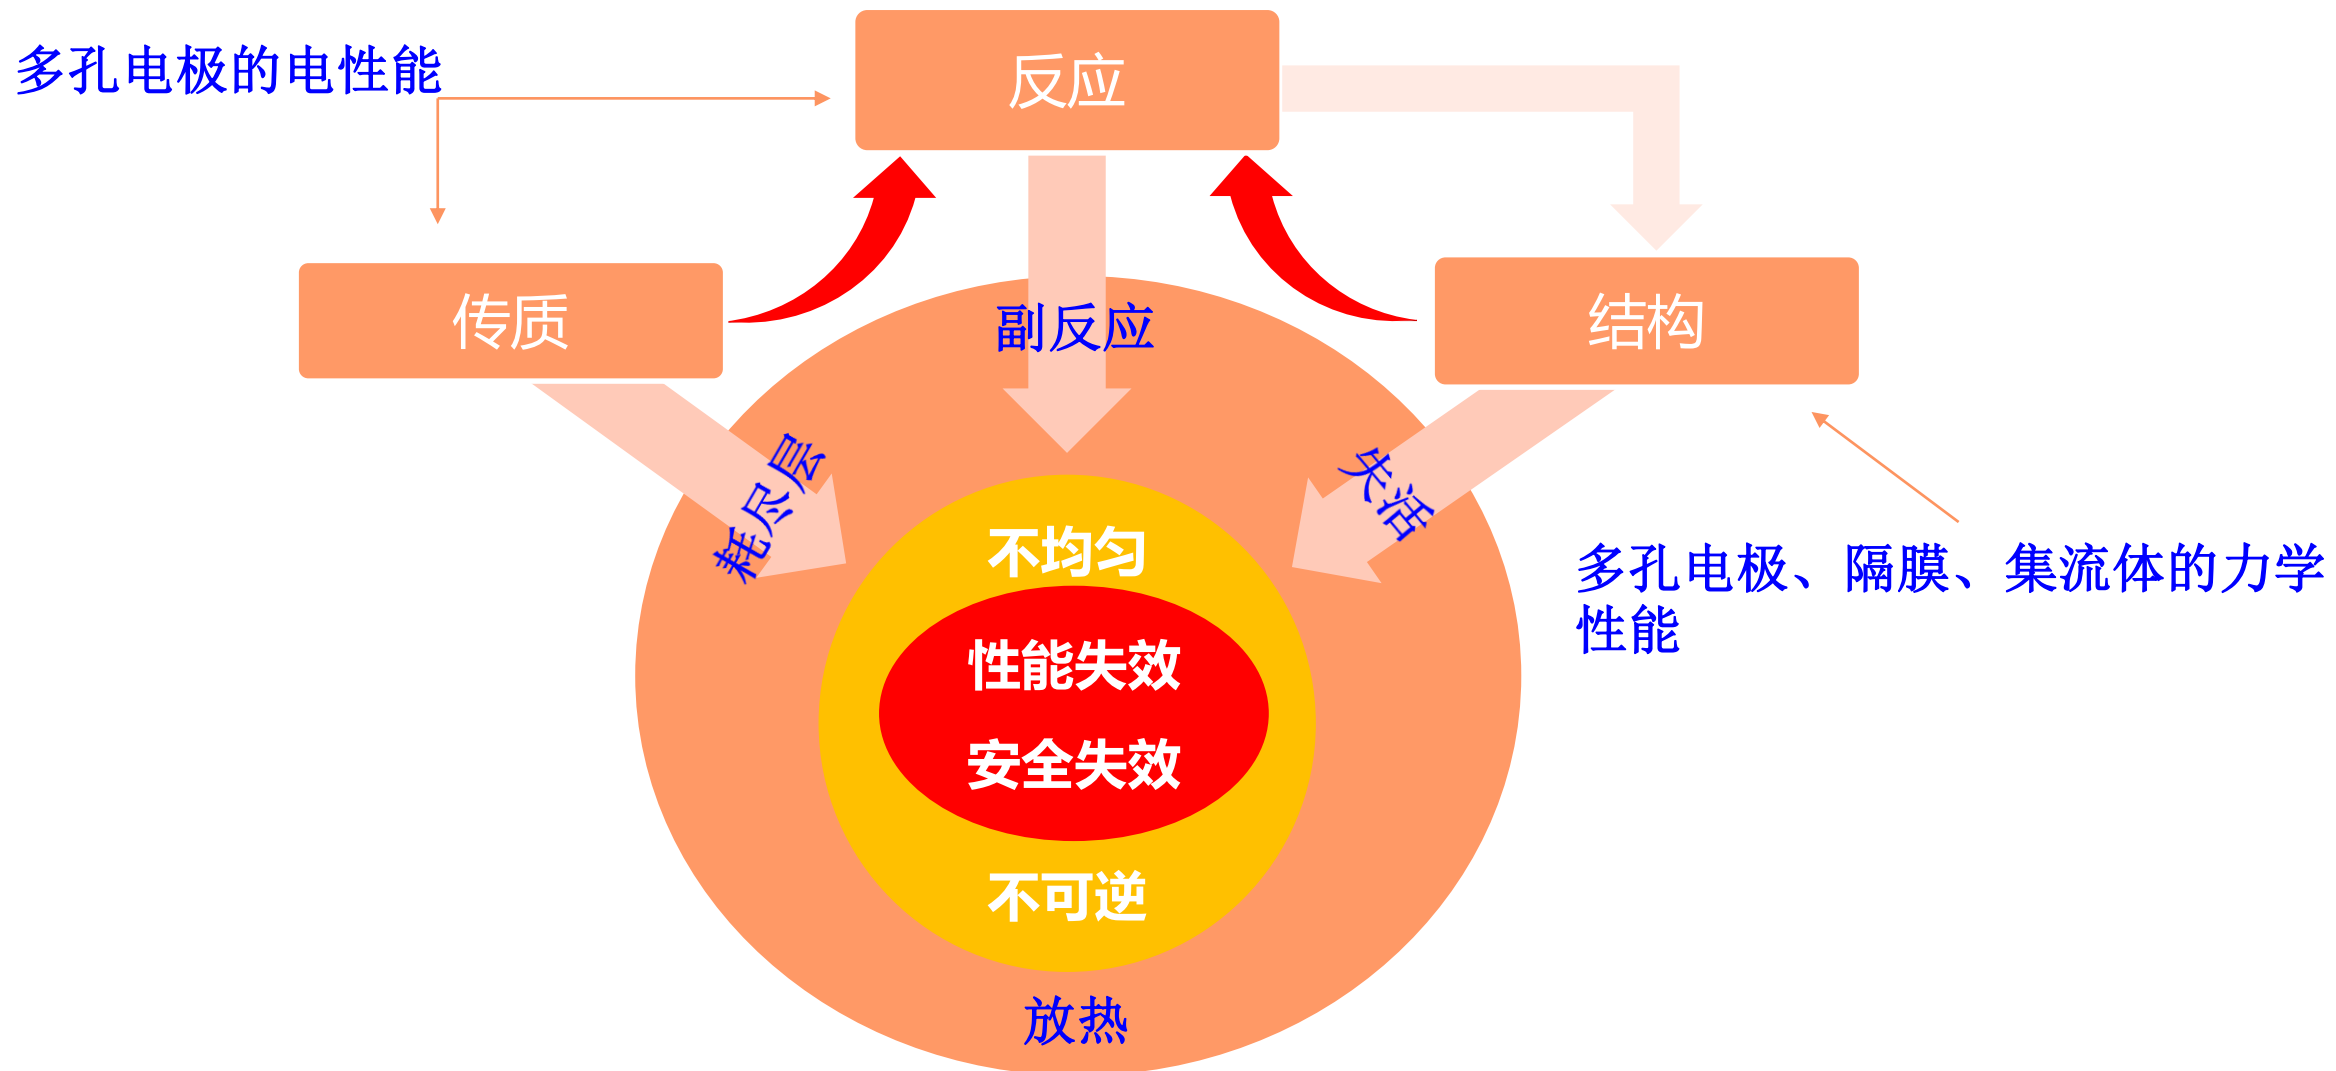 多孔电极的电性能
反应
传质
结构
副反应
耗尽层
失活
多孔电极、隔膜、集流体的力学
性能
不均匀
性能失效
安全失效
不可逆
放热